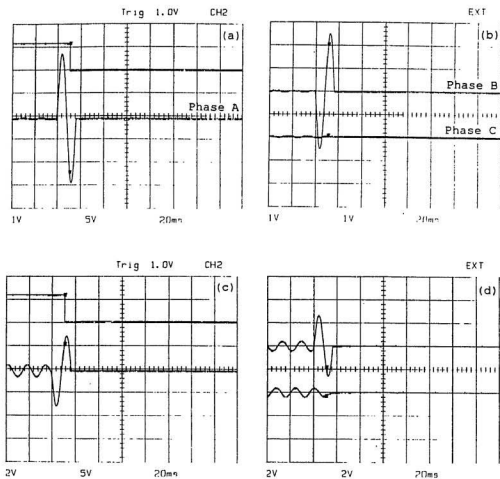 Trig 1.0V CH2
(a)
Phase A
1V 5V 20ms
EXT
(b)
Phase B
Phase C
1V 1V 20ms
Trig 1.0V CH2
(c)
2V 5V 20ms
EXT
(d)
2V 2V 20ms